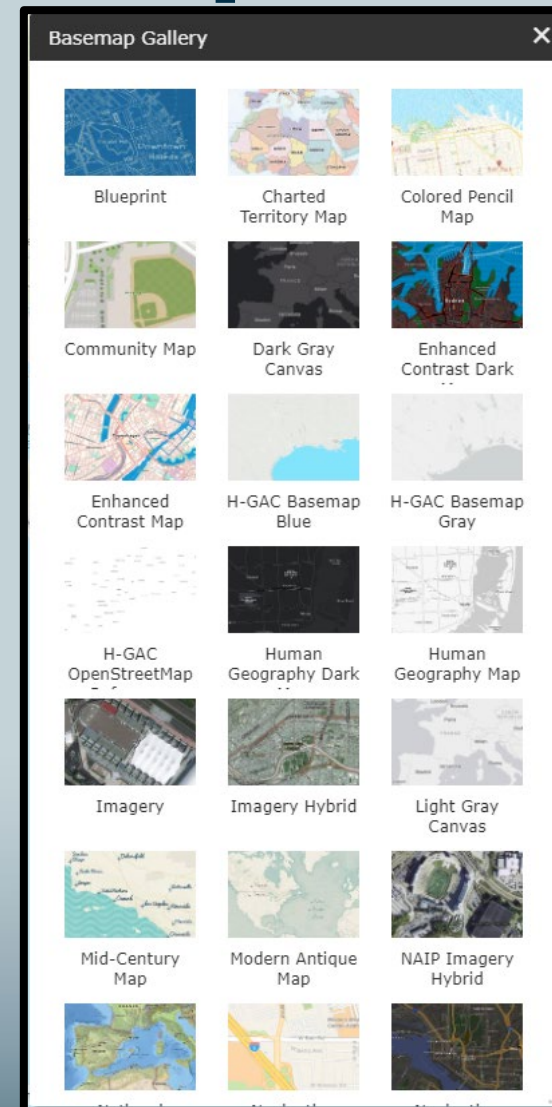 Basemap Gallery
Blueprint
Charted
Territory Map
Colored Pencil
Map
Community Map
Dark Gray
Canvas
Enhanced
Contrast Dark
Enhanced
Contrast Map
H-GAC Basemap
Blue
H-GAC Basemap
Gray
H-GAC
OpenStreetMap
Human
Geography Dark
Human
Geography Map
Imagery
Imagery Hybrid
Light Gray
Canvas
Mid-Century
Map
Modern Antique
Map
NAIP Imagery
Hybrid